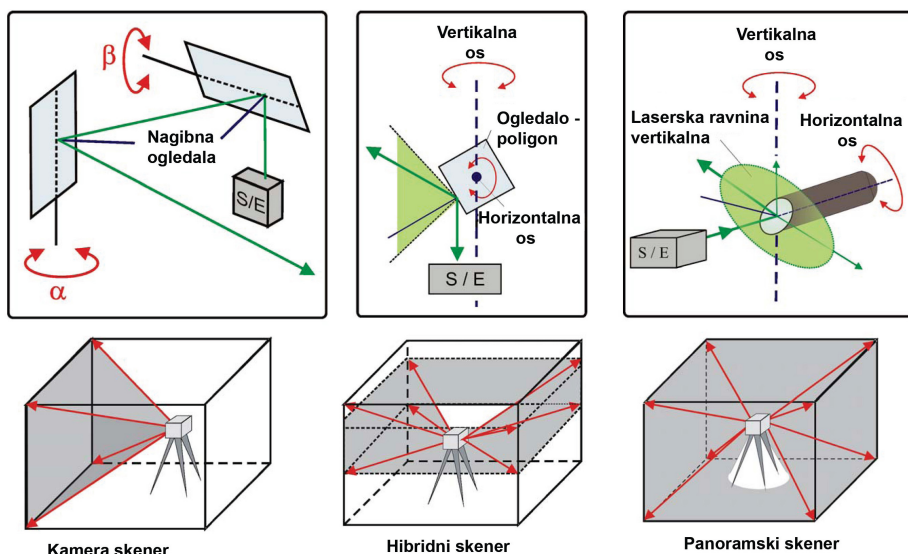 β
Nagibna
ogledala
S/E
α
Vertikalna
os
Ogledalo -
poligon
Horizontalna
os
S / E
Vertikalna
os
Laserska ravnina
vertikalna
Horizontalna
os
S / E
Kamera skener
Hibridni skener
Panoramski skener